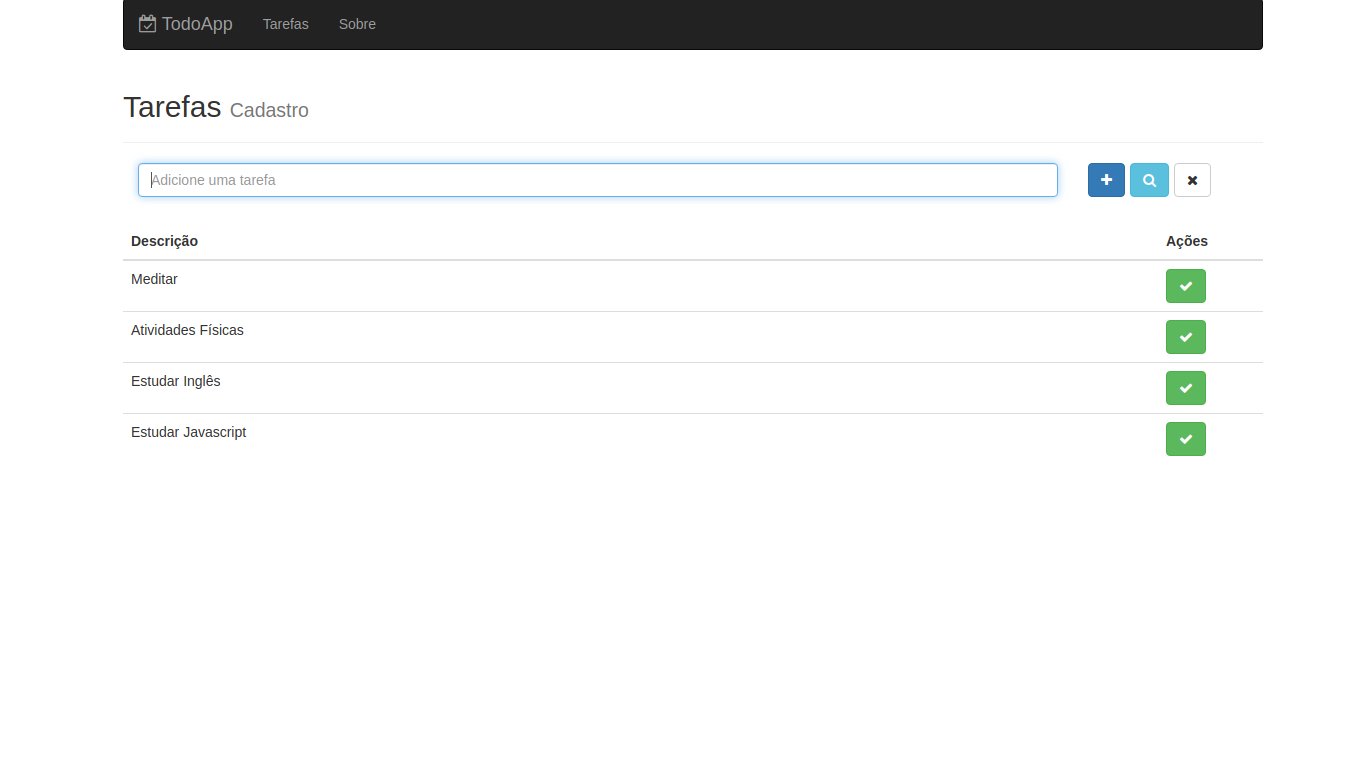 TodoApp Tarefas Sobre
Tarefas Cadastro
Adicione uma tarefa
Descrição Ações
Meditar
Atividades Físicas
Estudar Inglês
Estudar Javascript